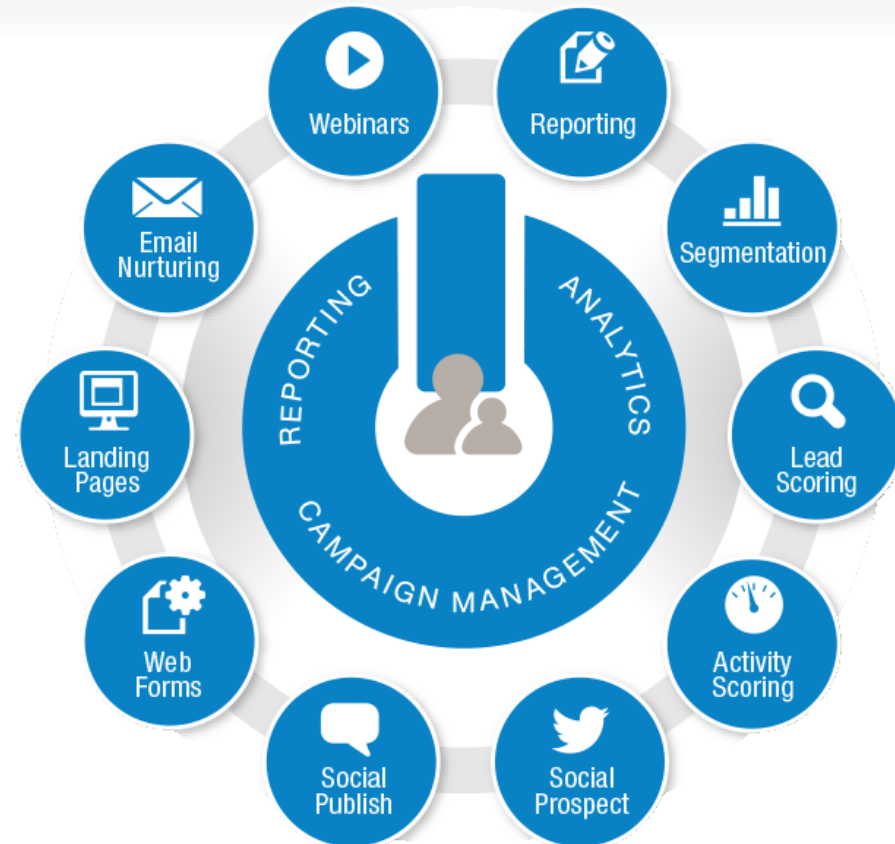 Webinars
Reporting
Email
Nurturing
Segmentation
REPORTING
ANALYTICS
Landing
Pages
Lead
Scoring
CAMPAIGN MANAGEMENT
Web
Forms
Activity
Scoring
Social
Publish
Social
Prospect